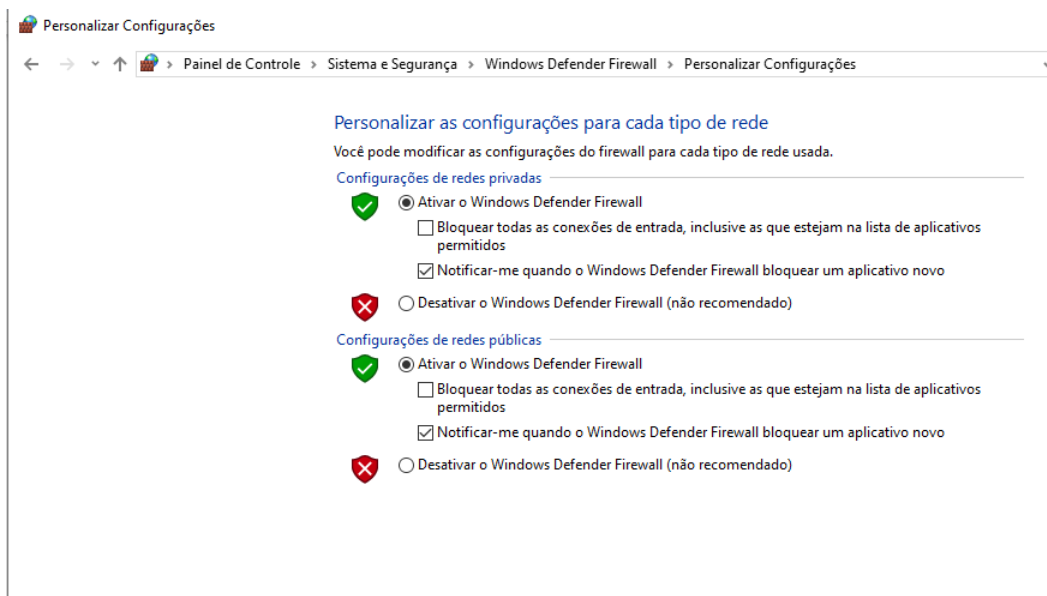 Personalizar Configurações
Painel de Controle > Sistema e Segurança > Windows Defender Firewall > Personalizar Configurações
Personalizar as configurações para cada tipo de rede
Você pode modificar as configurações do firewall para cada tipo de rede usada.
Configurações de redes privadas
Ativar o Windows Defender Firewall
Bloquear todas as conexões de entrada, inclusive as que estejam na lista de aplicativos
permitidos
Notificar-me quando o Windows Defender Firewall bloquear um aplicativo novo
Desativar o Windows Defender Firewall (não recomendado)
Configurações de redes públicas
Ativar o Windows Defender Firewall
Bloquear todas as conexões de entrada, inclusive as que estejam na lista de aplicativos
permitidos
Notificar-me quando o Windows Defender Firewall bloquear um aplicativo novo
Desativar o Windows Defender Firewall (não recomendado)